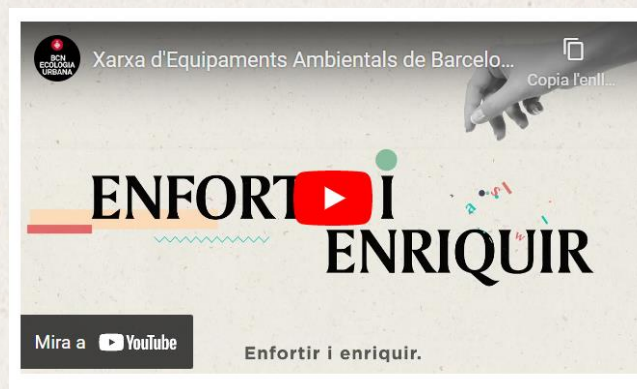 BCN
ECOLOGIA
URBANA
Xarxa d'Equipaments Ambientals de Barcelo...
Copia l'enll...
ENFORT I
ENRIQUIR
Mira a YouTube
Enfortir i enriquir.